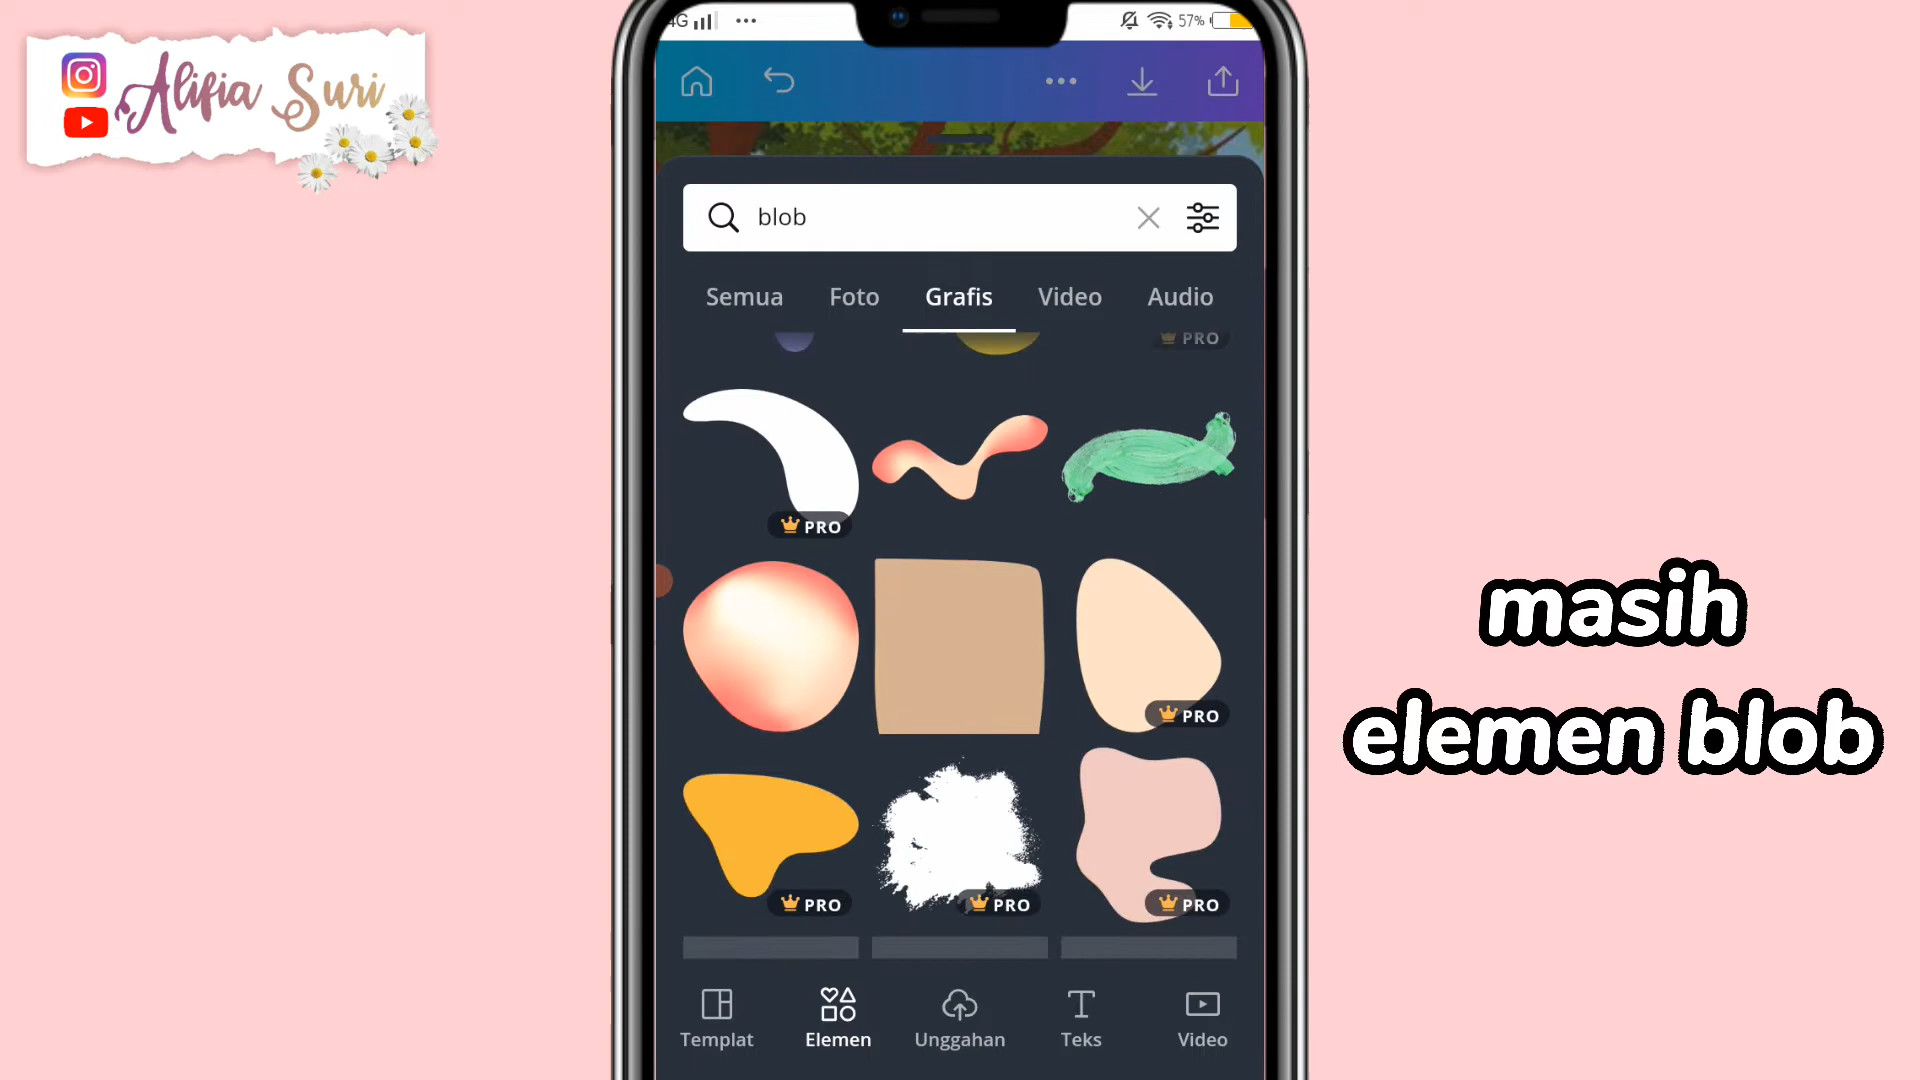 Alifia Suri
4G
57%
blob
Semua Foto Grafis Video Audio
PRO
PRO
PRO
PRO PRO PRO
masih
elemen blob
Templat Elemen Unggahan Teks Video